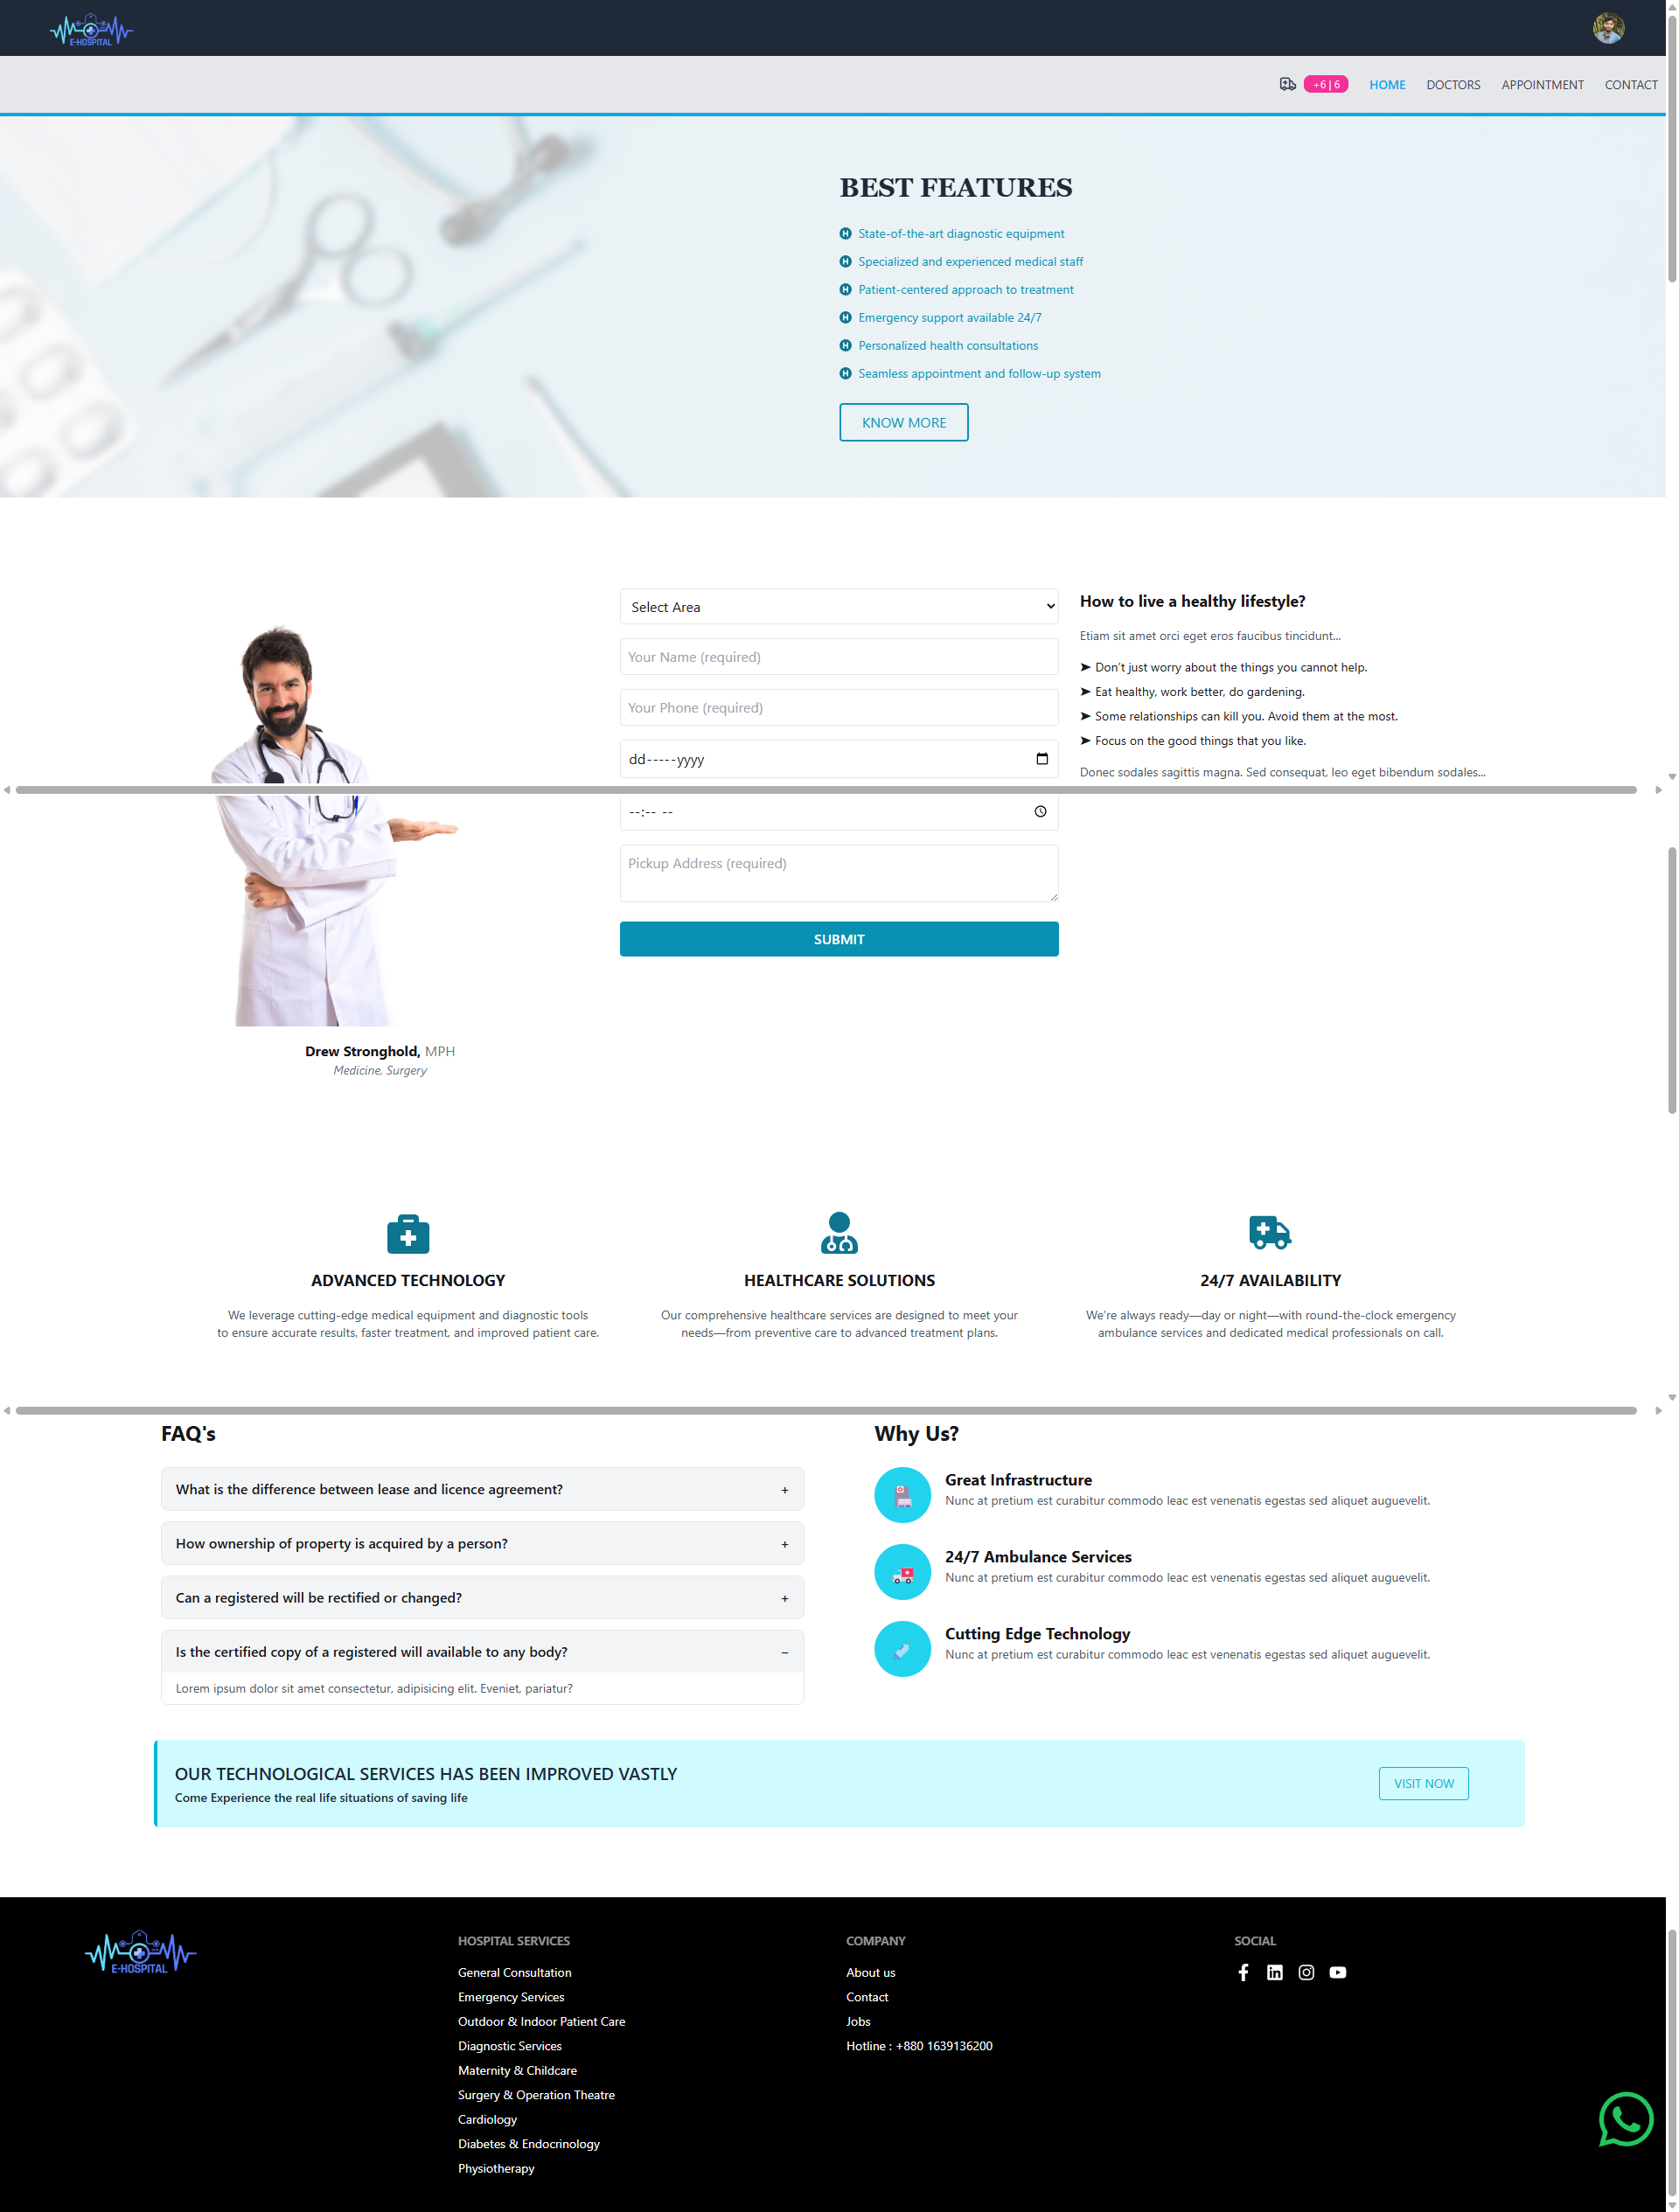 E-HOSPITAL
+6 | 6
HOME
DOCTORS
APPOINTMENT
CONTACT
BEST FEATURES
State-of-the-art diagnostic equipment
Specialized and experienced medical staff
Patient-centered approach to treatment
Emergency support available 24/7
Personalized health consultations
Seamless appointment and follow-up system
KNOW MORE
Select Area
Your Name (required)
Your Phone (required)
dd-----yyyy
--:-- --
Pickup Address (required)
SUBMIT
How to live a healthy lifestyle?
Etiam sit amet orci eget eros faucibus tincidunt...
➤ Don't just worry about the things you cannot help.
➤ Eat healthy, work better, do gardening.
➤ Some relationships can kill you. Avoid them at the most.
➤ Focus on the good things that you like.
Donec sodales sagittis magna. Sed consequat, leo eget bibendum sodales...
Drew Stronghold, MPH
Medicine, Surgery
ADVANCED TECHNOLOGY
We leverage cutting-edge medical equipment and diagnostic tools
to ensure accurate results, faster treatment, and improved patient care.
HEALTHCARE SOLUTIONS
Our comprehensive healthcare services are designed to meet your
needs—from preventive care to advanced treatment plans.
24/7 AVAILABILITY
We're always ready—day or night—with round-the-clock emergency
ambulance services and dedicated medical professionals on call.
FAQ's
What is the difference between lease and licence agreement? +
How ownership of property is acquired by a person? +
Can a registered will be rectified or changed? +
Is the certified copy of a registered will available to any body? −
Lorem ipsum dolor sit amet consectetur, adipisicing elit. Eveniet, pariatur?
Why Us?
Great Infrastructure
Nunc at pretium est curabitur commodo leac est venenatis egestas sed aliquet auguevelit.
24/7 Ambulance Services
Nunc at pretium est curabitur commodo leac est venenatis egestas sed aliquet auguevelit.
Cutting Edge Technology
Nunc at pretium est curabitur commodo leac est venenatis egestas sed aliquet auguevelit.
OUR TECHNOLOGICAL SERVICES HAS BEEN IMPROVED VASTLY
Come Experience the real life situations of saving life
VISIT NOW
E-HOSPITAL
HOSPITAL SERVICES
General Consultation
Emergency Services
Outdoor & Indoor Patient Care
Diagnostic Services
Maternity & Childcare
Surgery & Operation Theatre
Cardiology
Diabetes & Endocrinology
Physiotherapy
COMPANY
About us
Contact
Jobs
Hotline : +880 1639136200
SOCIAL